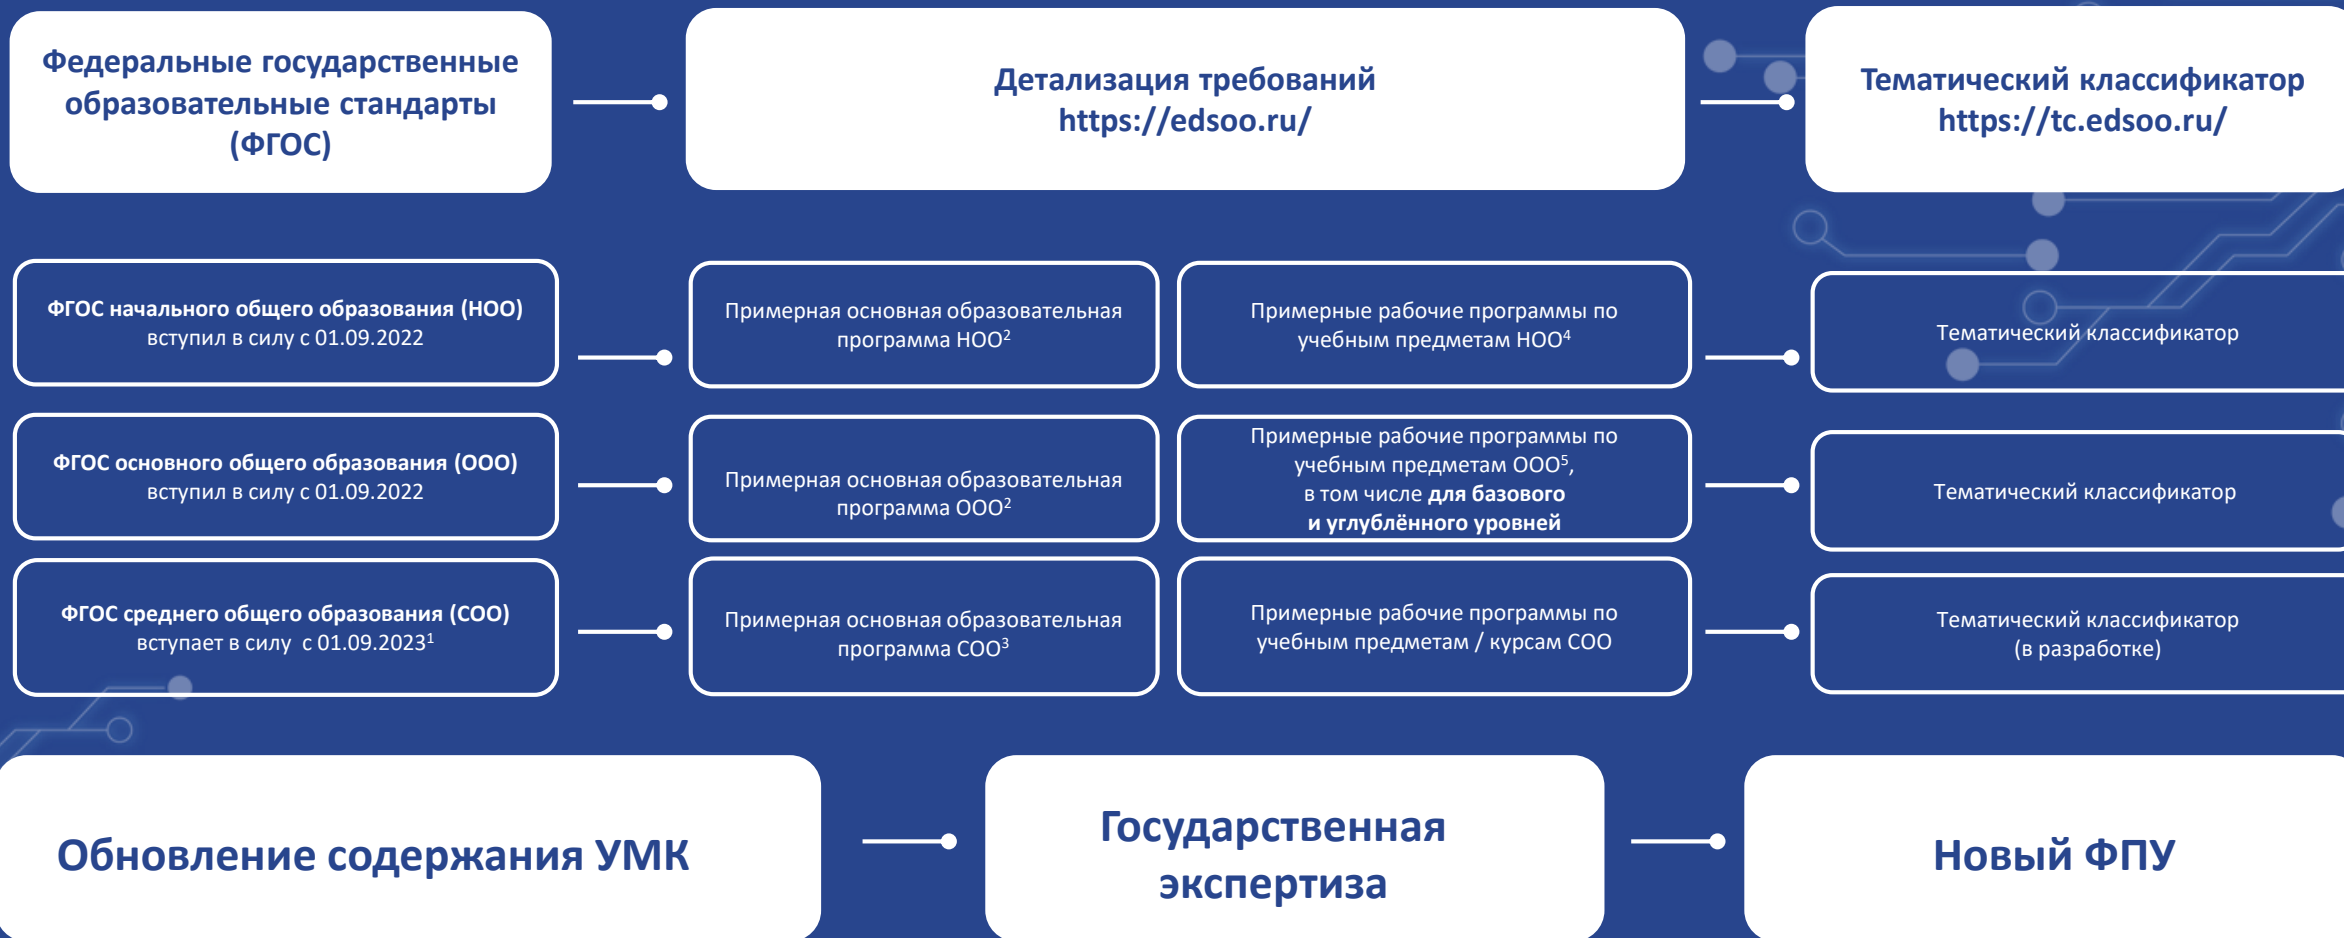 Федеральные государственные
образовательные стандарты
(ФГОС)
Детализация требований
https://edsoo.ru/
Тематический классификатор
https://tc.edsoo.ru/
ФГОС начального общего образования (НОО)
вступил в силу с 01.09.2022
Примерная основная образовательная
программа НОО²
Примерные рабочие программы по
учебным предметам НОО⁴
Тематический классификатор
ФГОС основного общего образования (ООО)
вступил в силу с 01.09.2022
Примерная основная образовательная
программа ООО²
Примерные рабочие программы по
учебным предметам ООО⁵,
в том числе для базового
и углублённого уровней
Тематический классификатор
ФГОС среднего общего образования (СОО)
вступает в силу с 01.09.2023¹
Примерная основная образовательная
программа СОО³
Примерные рабочие программы по
учебным предметам / курсам СОО
Тематический классификатор
(в разработке)
Обновление содержания УМК
Государственная
экспертиза
Новый ФПУ